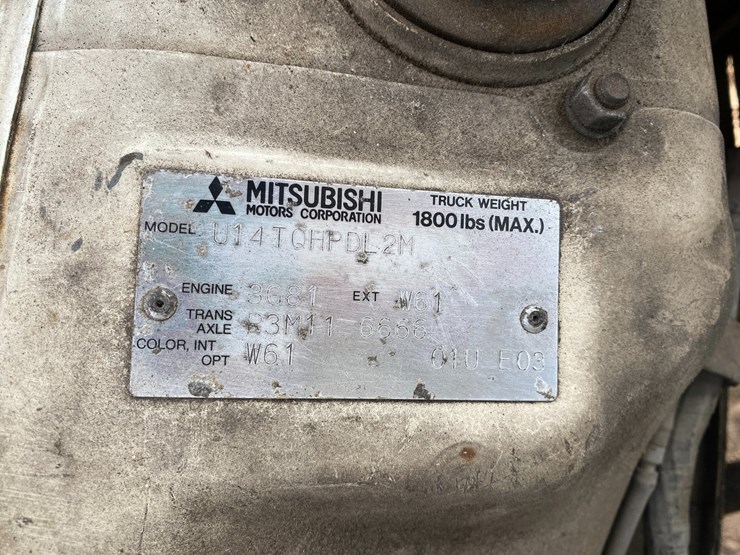 MITSUBISHI
MOTORS CORPORATION
TRUCK WEIGHT
1800 lbs (MAX.)
MODEL U14TQHPDL2M
ENGINE 3G81 EXT W61
TRANS
AXLE 6666
COLOR, INT
OPT W61 01U E03